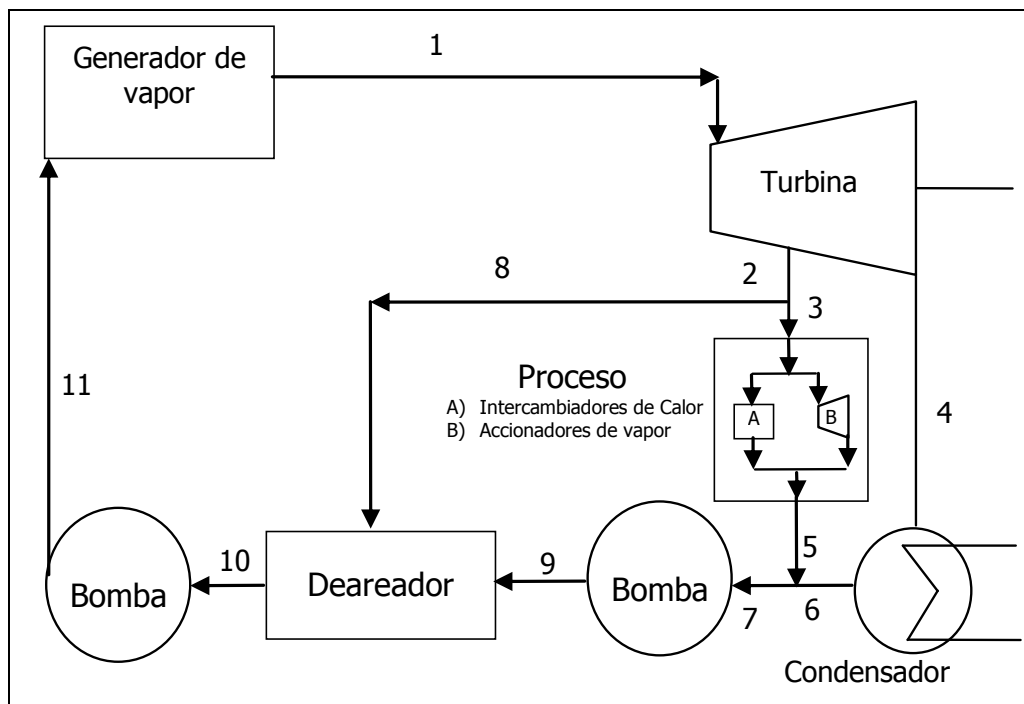 1
Generador de
vapor
Turbina
8
2
3
11
Proceso
A) Intercambiadores de Calor
B) Accionadores de vapor
A
B
4
5
10
9
Bomba
Deareador
Bomba
7
6
Condensador